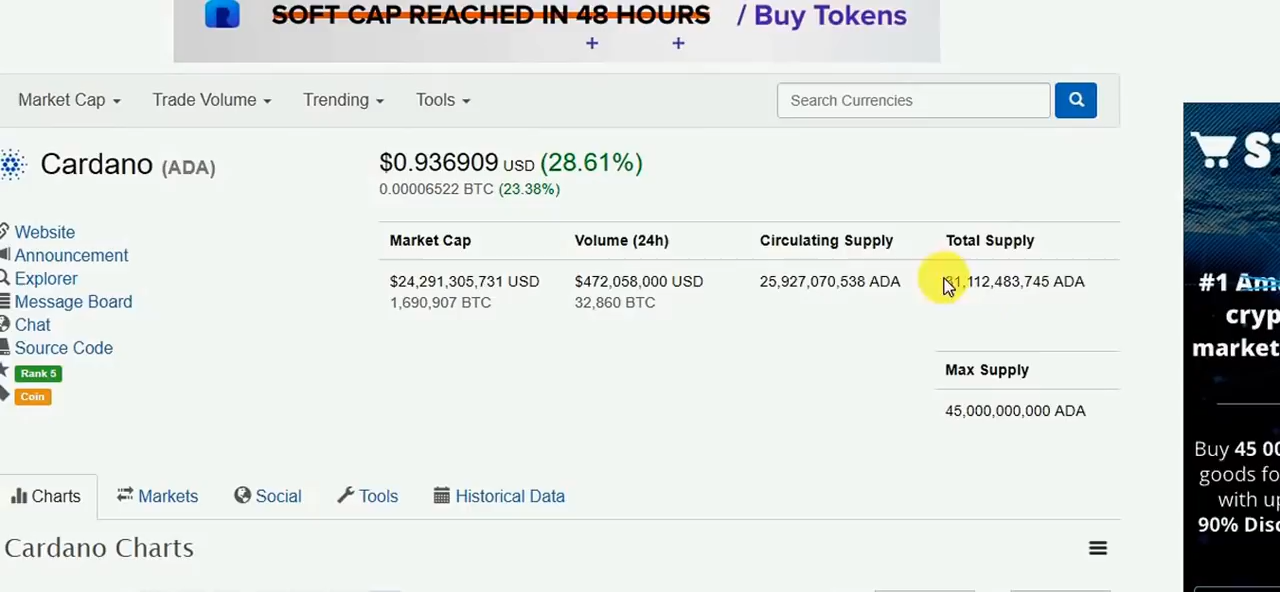 SOFT CAP REACHED IN 48 HOURS / Buy Tokens
Market Cap Trade Volume Trending Tools Search Currencies
Cardano (ADA) $0.936909 USD (28.61%)
0.00006522 BTC (23.38%)
Website
Announcement
Explorer
Message Board
Chat
Source Code
Rank 5
Coin
Market Cap Volume (24h) Circulating Supply Total Supply
$24,291,305,731 USD $472,058,000 USD 25,927,070,538 ADA 31,112,483,745 ADA
1,690,907 BTC 32,860 BTC
Max Supply
45,000,000,000 ADA
Charts Markets Social Tools Historical Data
Cardano Charts
#1
cryp
market
Buy 45 00
goods fo
with up
90% Disc